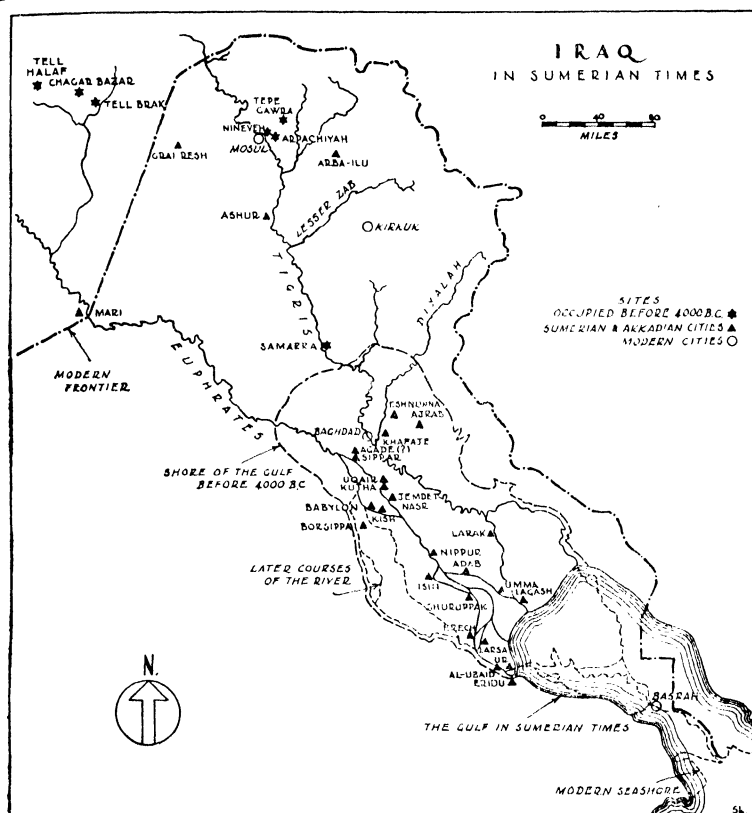 IRAQ
IN SUMERIAN TIMES
0 40 80
MILES
TELL
HALAF
CHAGAR BAZAR
TELL BRAK
TEPE
GAWRA
NINEVEH
ARPACHIYAH
MOSUL
GRAI RESH
ARBA-ILU
ASHUR
LESSER ZAB
KIRKUK
TIGRIS
DIYALAH
MARI
SITES
OCCUPIED BEFORE 4000 B.C.
SUMERIAN & AKKADIAN CITIES
MODERN CITIES
SAMARRA
MODERN
FRONTIER
EUPHRATES
ESHNUNNA
AJRAB
BAGHDAD
KHAFAJE
AGADE (?)
SIPPAR
SHORE OF THE GULF
BEFORE 4000 B.C
UQAIR
KUTHA
JEMDET
NASR
BABYLON
KISH
BORSIPPA
LARAK
NIPPUR
ADAB
LATER COURSES
OF THE RIVER
ISIN
UMMA
LAGASH
SHURUPPAK
ERECH
LARSA
UR
AL-UBAID
ERIDU
N.
BASRAH
THE GULF IN SUMERIAN TIMES
MODERN SEASHORE